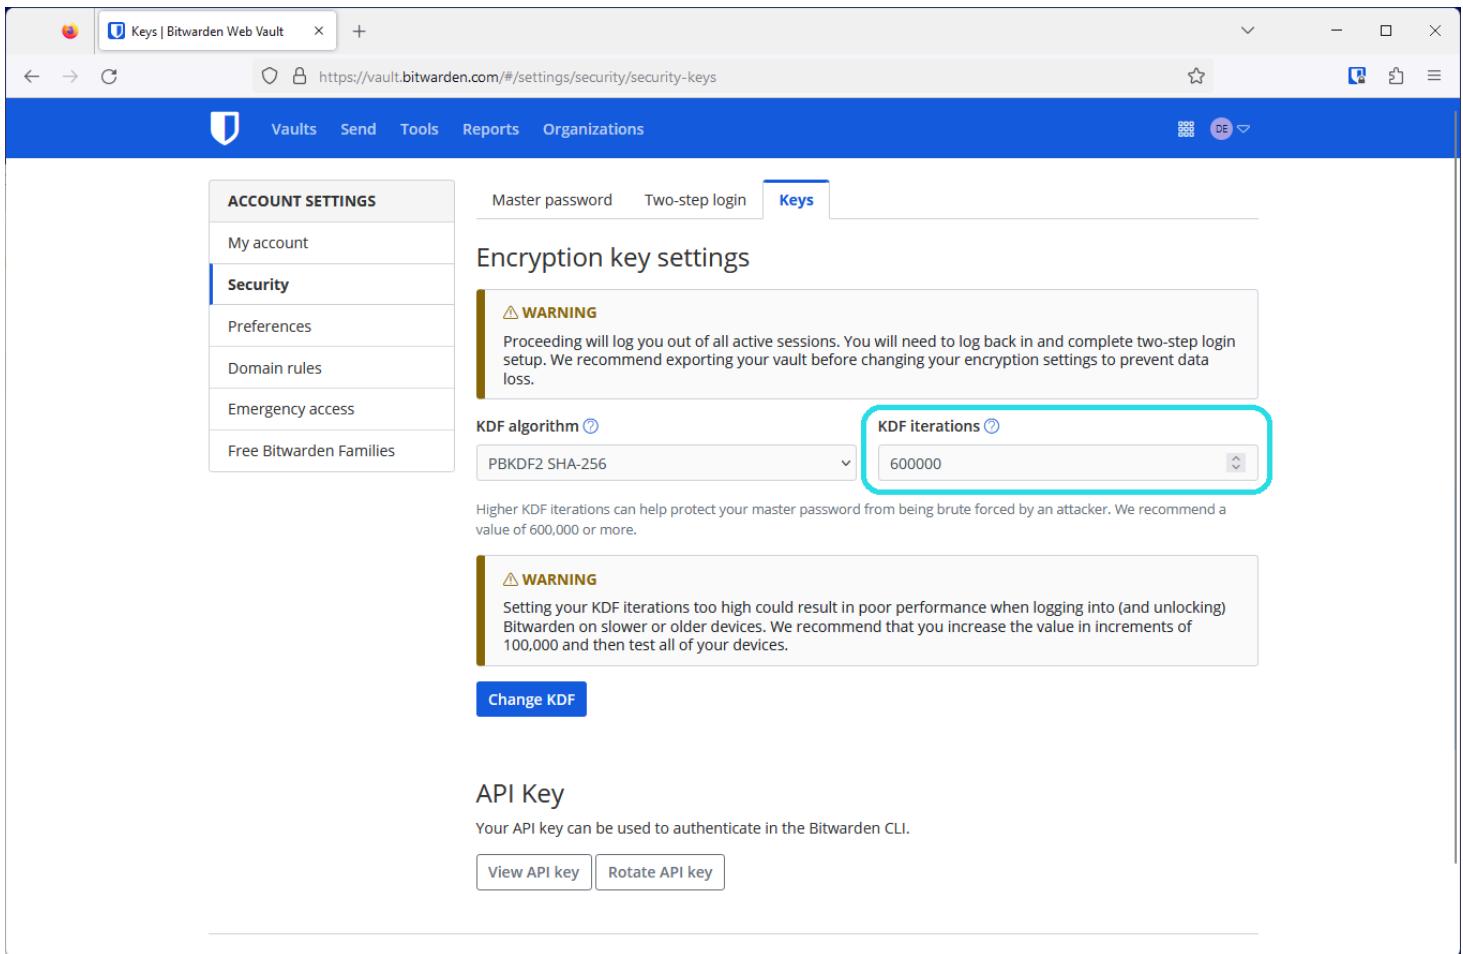 Keys | Bitwarden Web Vault
https://vault.bitwarden.com/#/settings/security/security-keys
Vaults Send Tools Reports Organizations DE
ACCOUNT SETTINGS
My account
Security
Preferences
Domain rules
Emergency access
Free Bitwarden Families
Master password Two-step login Keys
Encryption key settings
WARNING
Proceeding will log you out of all active sessions. You will need to log back in and complete two-step login
setup. We recommend exporting your vault before changing your encryption settings to prevent data
loss.
KDF algorithm KDF iterations
PBKDF2 SHA-256 600000
Higher KDF iterations can help protect your master password from being brute forced by an attacker. We recommend a
value of 600,000 or more.
WARNING
Setting your KDF iterations too high could result in poor performance when logging into (and unlocking)
Bitwarden on slower or older devices. We recommend that you increase the value in increments of
100,000 and then test all of your devices.
Change KDF
API Key
Your API key can be used to authenticate in the Bitwarden CLI.
View API key Rotate API key